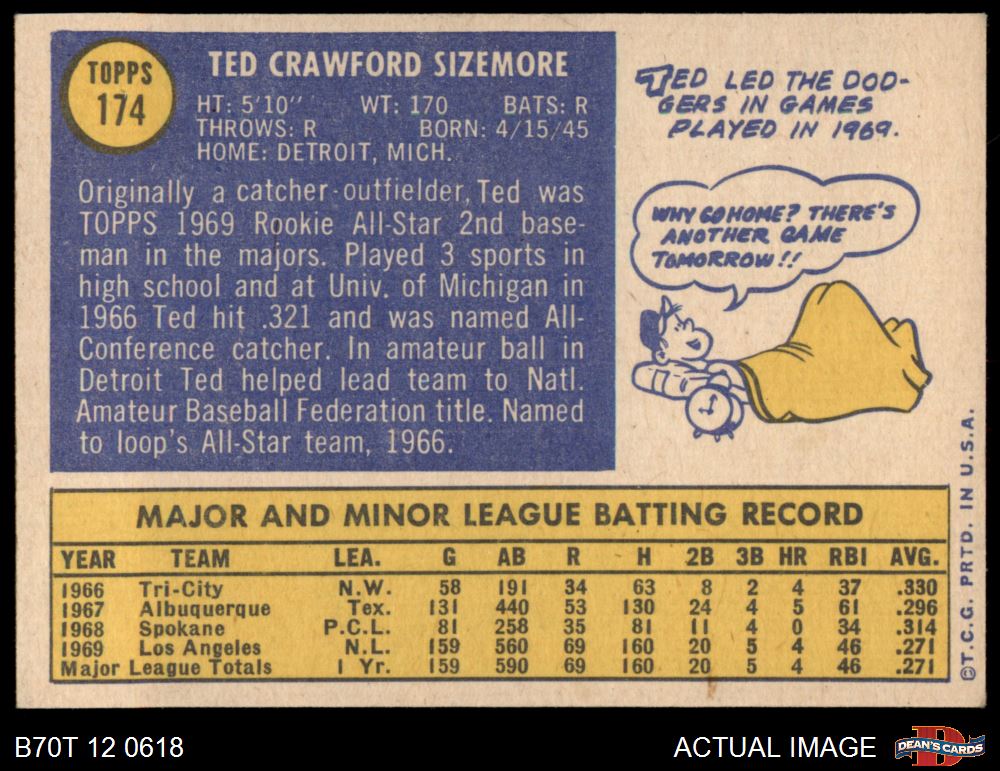 TOPPS
174
TED CRAWFORD SIZEMORE
HT: 5'10" WT: 170 BATS: R
THROWS: R BORN: 4/15/45
HOME: DETROIT, MICH.
Originally a catcher-outfielder, Ted was
TOPPS 1969 Rookie All-Star 2nd base-
man in the majors. Played 3 sports in
high school and at Univ. of Michigan in
1966 Ted hit .321 and was named All-
Conference catcher. In amateur ball in
Detroit Ted helped lead team to Natl.
Amateur Baseball Federation title. Named
to loop's All-Star team, 1966.
TED LED THE DOD-
GERS IN GAMES
PLAYED IN 1969.
WHY GO HOME? THERE'S
ANOTHER GAME
TOMORROW!!
MAJOR AND MINOR LEAGUE BATTING RECORD
YEAR TEAM LEA. G AB R H 2B 3B HR RBI AVG.
1966 Tri-City N.W. 58 191 34 63 8 2 4 37 .330
1967 Albuquerque Tex. 131 440 53 130 24 4 5 61 .296
1968 Spokane P.C.L. 81 258 35 81 11 4 0 34 .314
1969 Los Angeles N.L. 159 560 69 160 20 5 4 46 .271
Major League Totals 1 Yr. 159 590 69 160 20 5 4 46 .271
©T.C.G. PRTD. IN U.S.A.
B70T 12 0618
ACTUAL IMAGE
DEAN'S CARDS